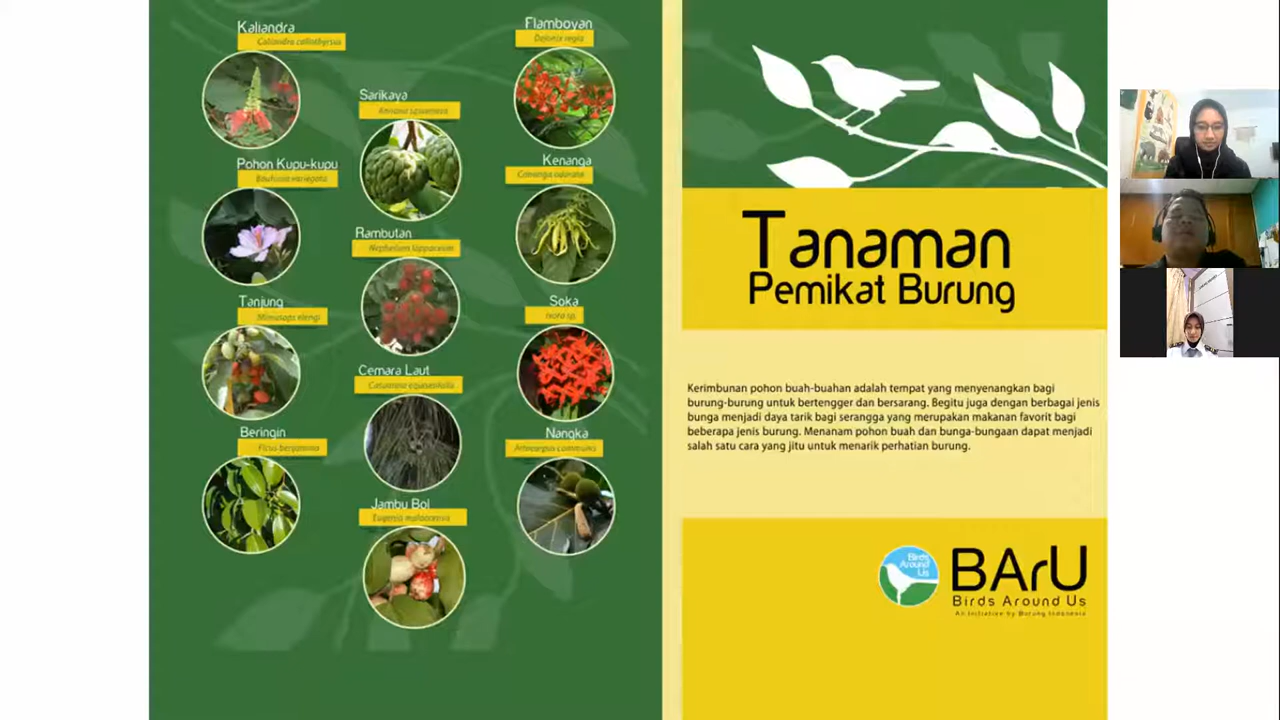 Kaliandra
Caliandra callothyrsus
Pohon Kupu-kupu
Bauhinia variegata
Tanjung
Mimusops elengi
Beringin
Ficus benjamina
Sarikaya
Annona squamosa
Rambutan
Nephelium lappaceum
Cemara Laut
Casuarina equisetifolia
Jambu Bol
Eugenia malaccensis
Flamboyan
Delonix regia
Kenanga
Cananga odorata
Soka
Ixora sp.
Nangka
Artocarpus communis
Tanaman
Pemikat Burung
Kerimbunan pohon buah-buahan adalah tempat yang menyenangkan bagi
burung-burung untuk bertengger dan bersarang. Begitu juga dengan berbagai jenis
bunga menjadi daya tarik bagi serangga yang merupakan makanan favorit bagi
beberapa jenis burung. Menanam pohon buah dan bunga-bungaan dapat menjadi
salah satu cara yang jitu untuk menarik perhatian burung.
Birds
Around
Us
BArU
Birds Around Us
An Initiative by Burung Indonesia